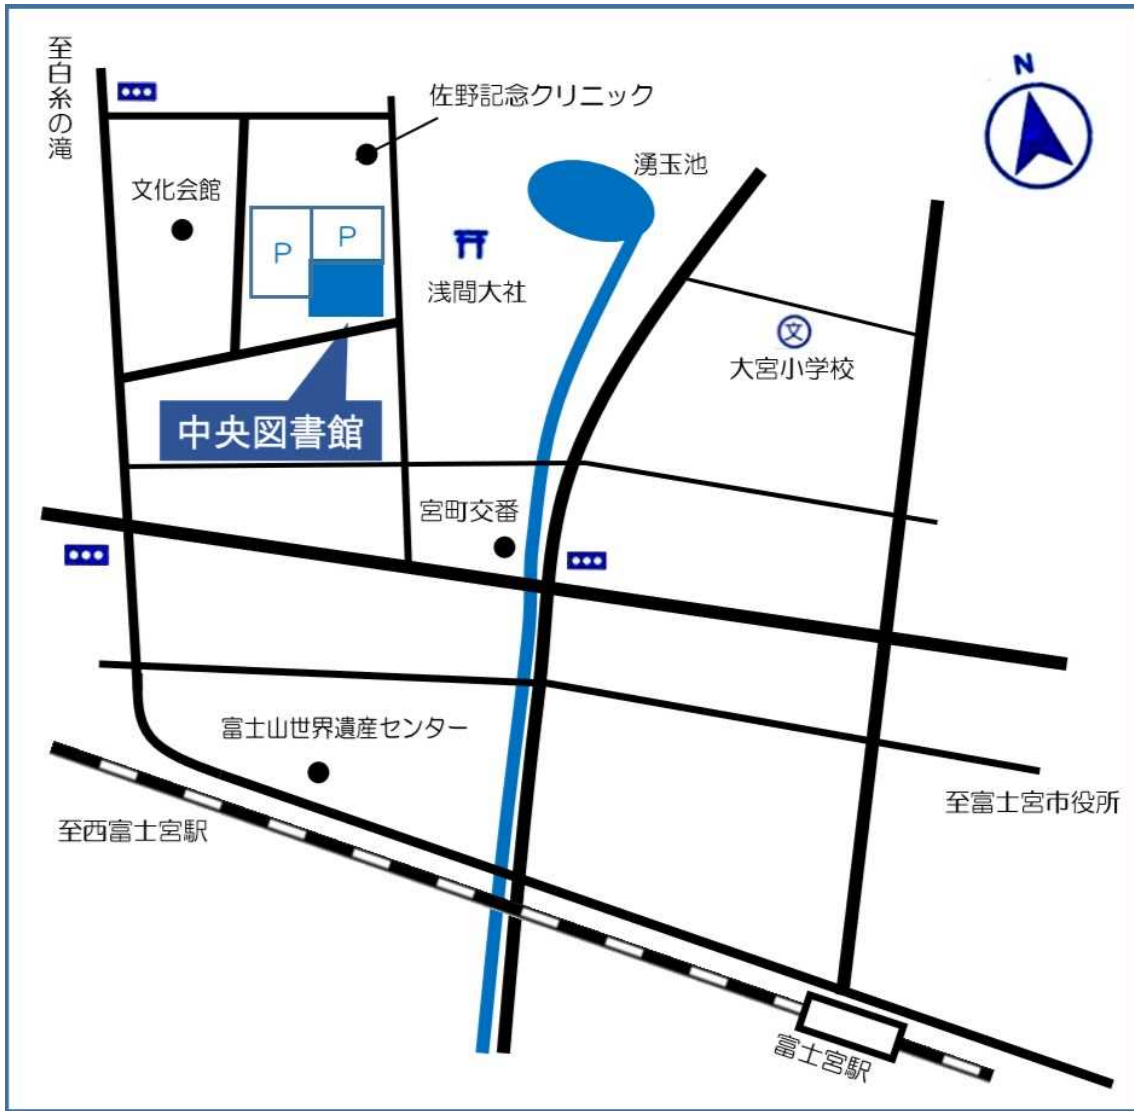 至白糸の滝
N
佐野記念クリニック
湧玉池
文化会館
P
P
浅間大社
文
大宮小学校
中央図書館
宮町交番
富士山世界遺産センター
至富士宮市役所
至西富士宮駅
富士宮駅